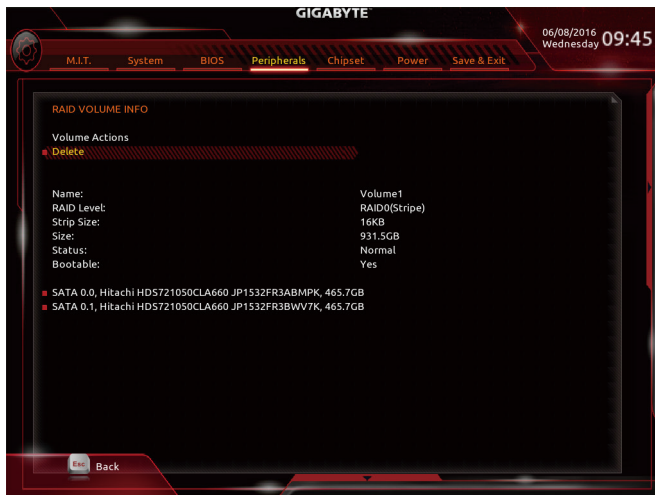 GIGABYTE™
06/08/2016 09:45
Wednesday
M.I.T. System BIOS Peripherals Chipset Power Save & Exit
RAID VOLUME INFO
Volume Actions
Delete
Name: Volume1
RAID Level: RAID0(Stripe)
Strip Size: 16KB
Size: 931.5GB
Status: Normal
Bootable: Yes
SATA 0.0, Hitachi HDS721050CLA660 JP1532FR3ABMPK, 465.7GB
SATA 0.1, Hitachi HDS721050CLA660 JP1532FR3BWV7K, 465.7GB
Esc Back